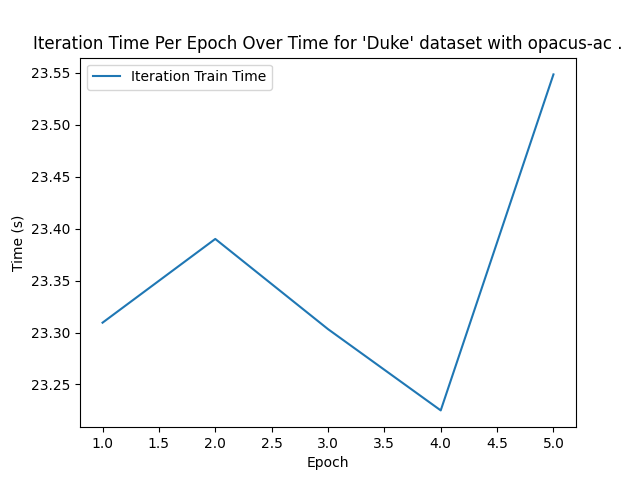 Iteration Time Per Epoch Over Time for 'Duke' dataset with opacus-ac .
Iteration Train Time
23.55
23.50
23.45
23.40
23.35
23.30
23.25
Time (s)
1.0 1.5 2.0 2.5 3.0 3.5 4.0 4.5 5.0
Epoch